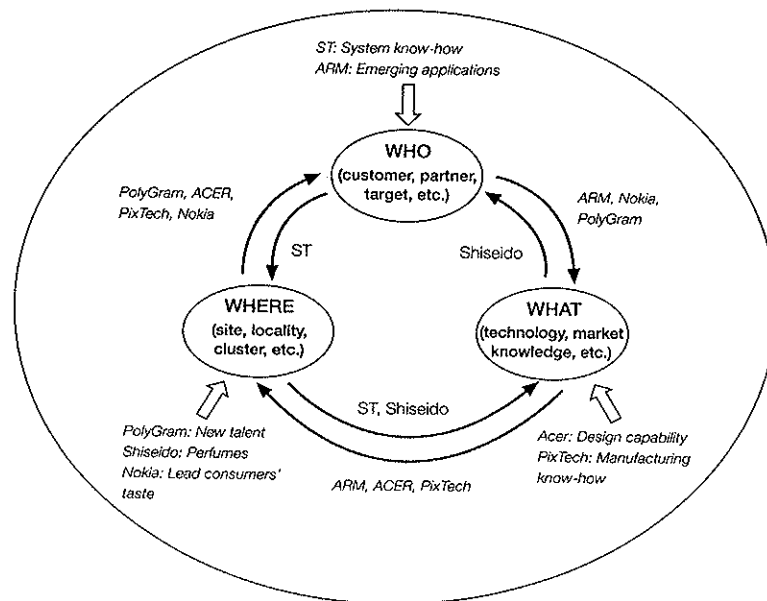 ST: System know-how
ARM: Emerging applications
WHO
(customer, partner,
target, etc.)
PolyGram, ACER,
PixTech, Nokia
ARM, Nokia,
PolyGram
ST
Shiseido
WHERE
(site, locality,
cluster, etc.)
WHAT
(technology, market
knowledge, etc.)
ST, Shiseido
PolyGram: New talent
Shiseido: Perfumes
Nokia: Lead consumers'
taste
ARM, ACER, PixTech
Acer: Design capability
PixTech: Manufacturing
know-how